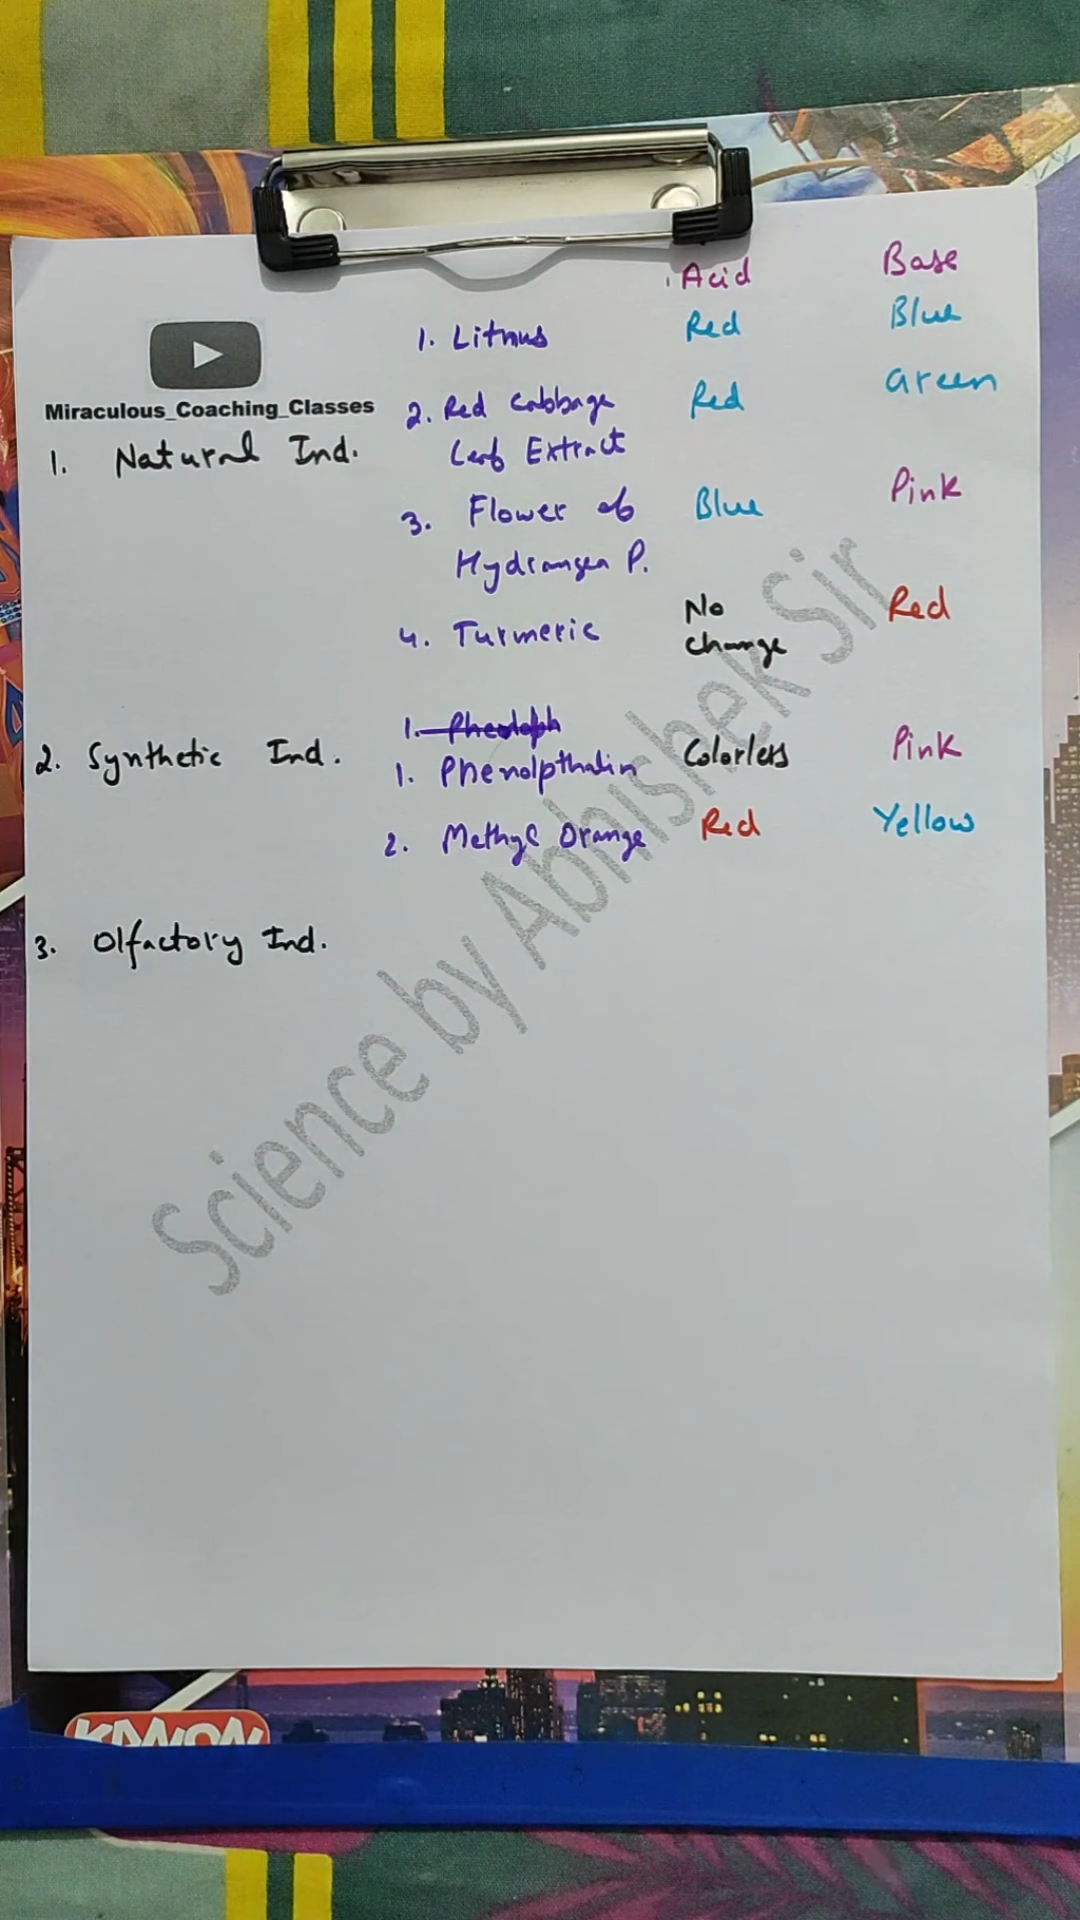 Acid Base
1. Litmus Red Blue
Miraculous_Coaching_Classes
2. Red Cabbage Red Green
Leaf Extract
1. Natural Ind.
3. Flower of Blue Pink
Hydrangea P.
4. Turmeric No Red
change
1. Pheolaph
2. Synthetic Ind.
1. Phenolpthalin Colorless Pink
2. Methyl Orange Red Yellow
3. Olfactory Ind.
Science by Abhishek Sir
KANON